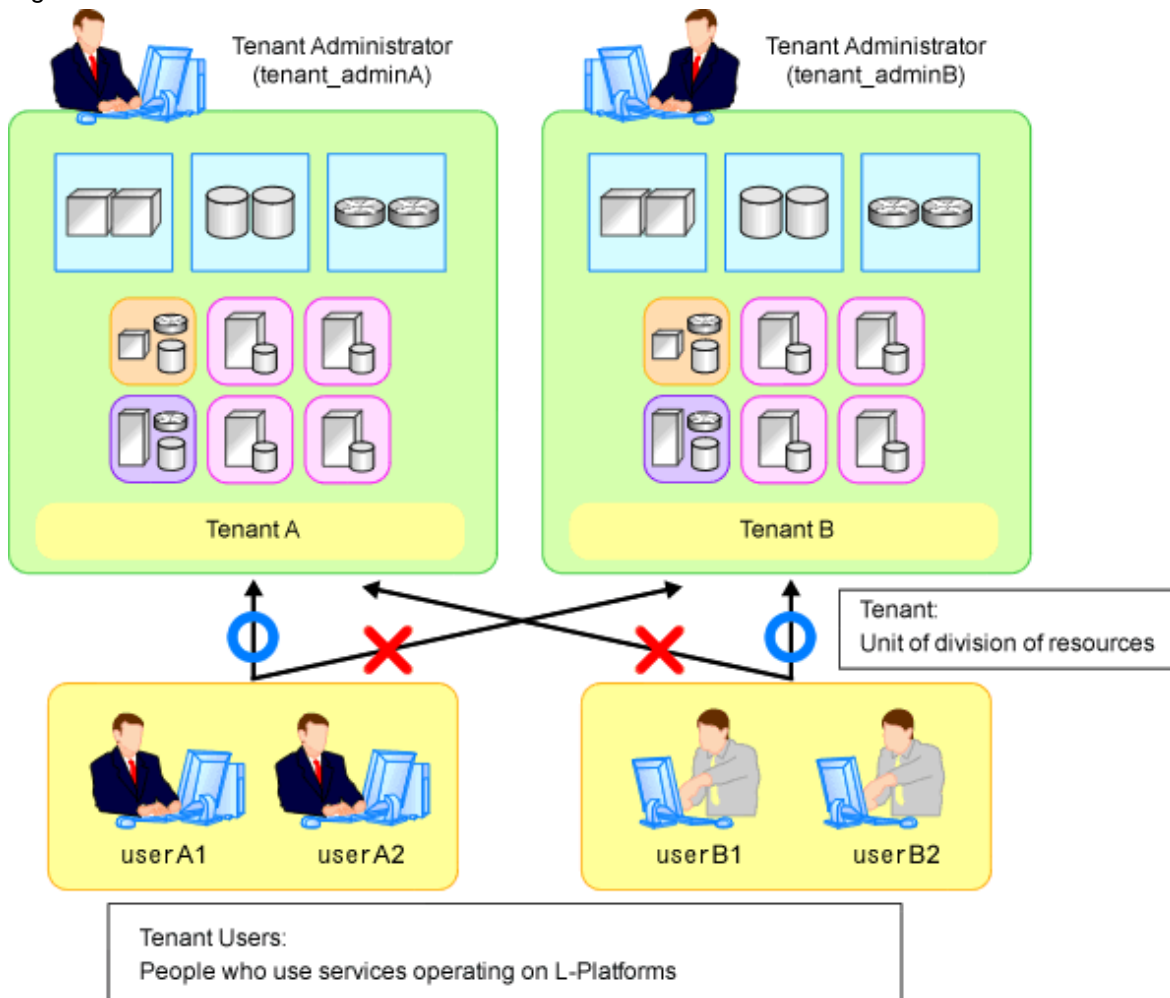 Tenant Administrator
(tenant_adminA)
Tenant Administrator
(tenant_adminB)
Tenant A
Tenant B
Tenant:
Unit of division of resources
userA1
userA2
userB1
userB2
Tenant Users:
People who use services operating on L-Platforms